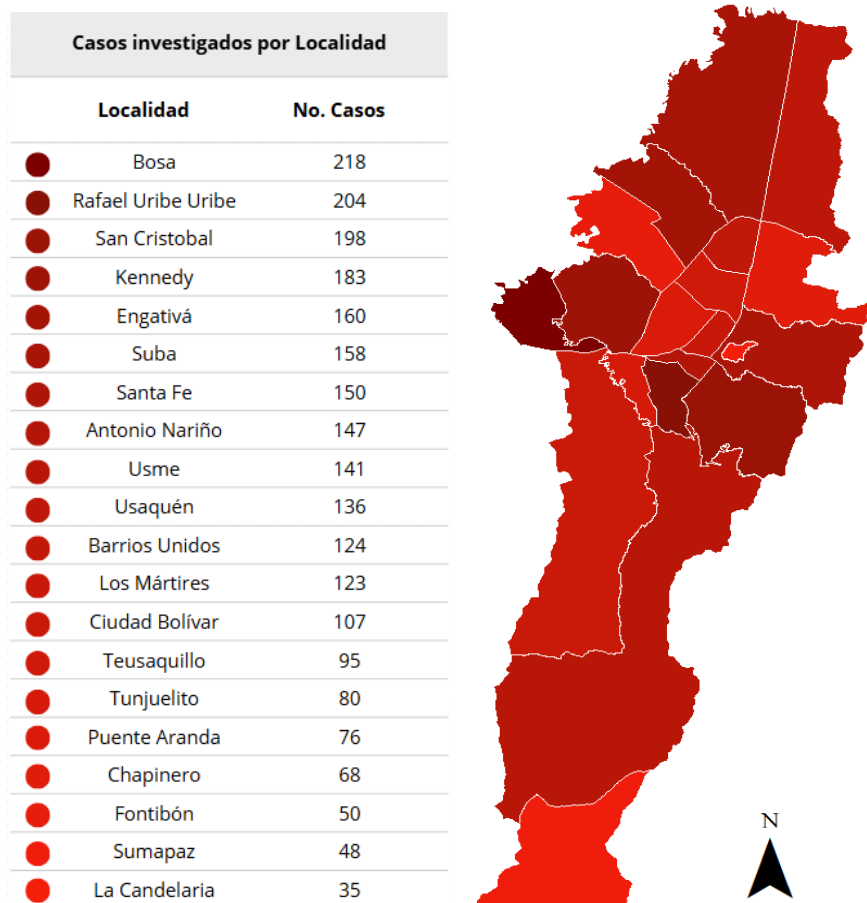 Casos investigados por Localidad
Localidad No. Casos
Bosa 218
Rafael Uribe Uribe 204
San Cristobal 198
Kennedy 183
Engativá 160
Suba 158
Santa Fe 150
Antonio Nariño 147
Usme 141
Usaquén 136
Barrios Unidos 124
Los Mártires 123
Ciudad Bolívar 107
Teusaquillo 95
Tunjuelito 80
Puente Aranda 76
Chapinero 68
Fontibón 50
Sumapaz 48
La Candelaria 35
N